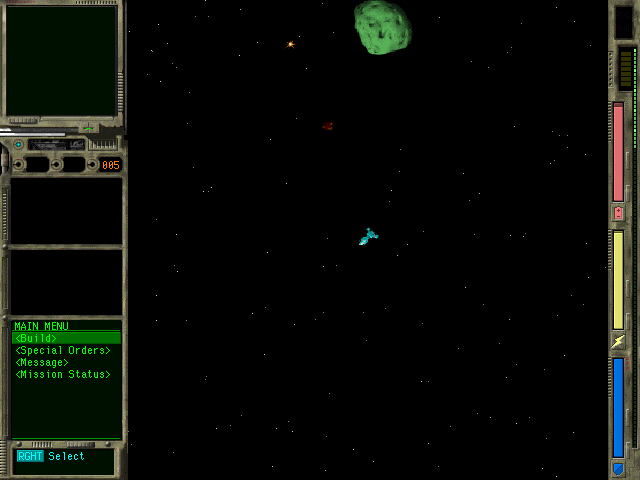 005
MAIN MENU
<Build>
<Special Orders>
<Message>
<Mission Status>
RGHT Select